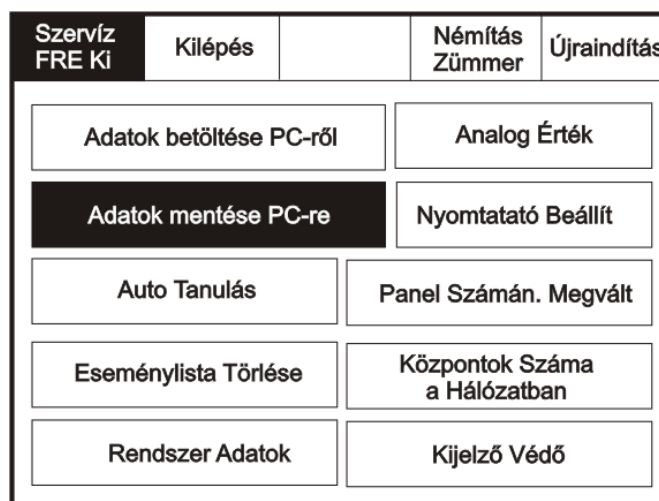 Szervíz
FRE Ki
Kilépés
Némítás
Zümmer
Újraindítás
Adatok betöltése PC-ről
Analog Érték
Adatok mentése PC-re
Nyomtatató Beállít
Auto Tanulás
Panel Számán. Megvált
Eseménylista Törlése
Központok Száma
a Hálózatban
Rendszer Adatok
Kijelző Védő